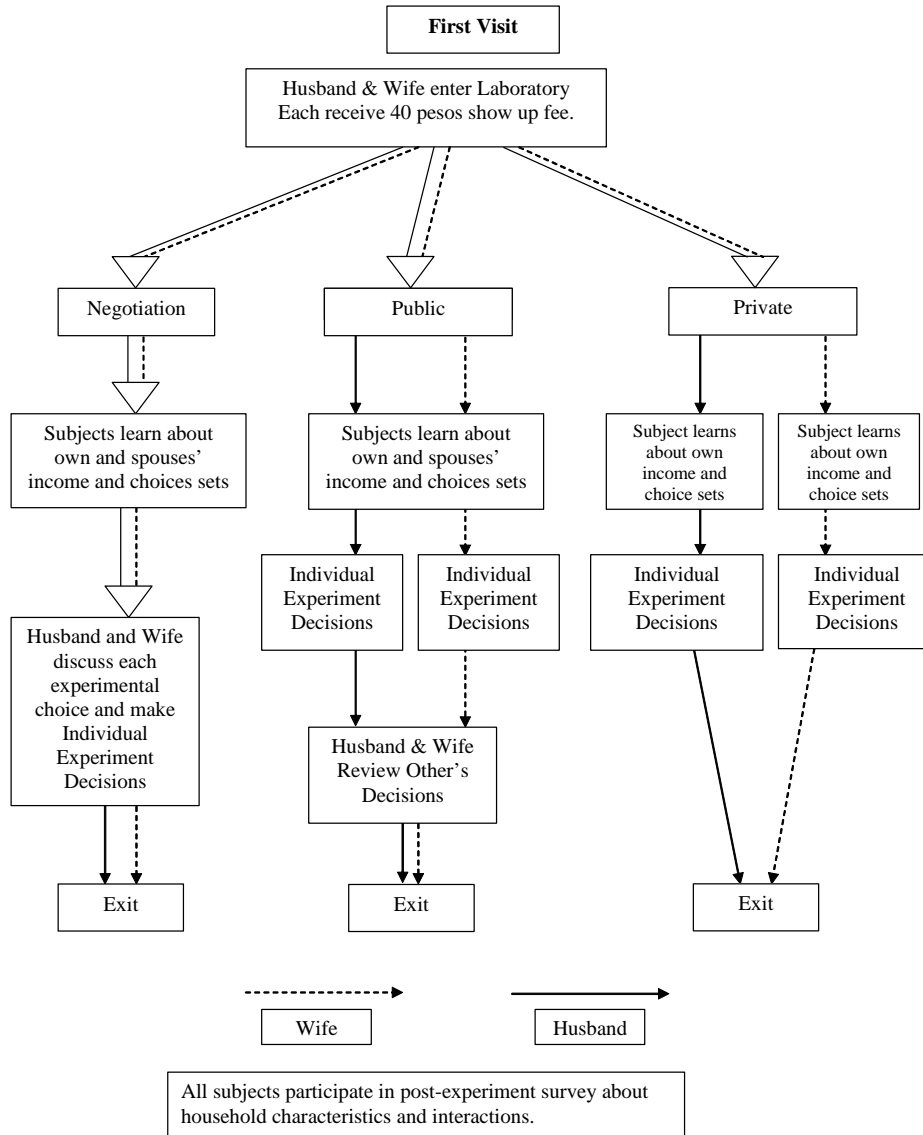 First Visit
Husband & Wife enter Laboratory
Each receive 40 pesos show up fee.
Negotiation
Public
Private
Subjects learn about
own and spouses’
income and choices sets
Subjects learn about
own and spouses’
income and choices sets
Subject learns
about own
income and
choice sets
Subject learns
about own
income and
choice sets
Husband and Wife
discuss each
experimental
choice and make
Individual
Experiment
Decisions
Individual
Experiment
Decisions
Individual
Experiment
Decisions
Individual
Experiment
Decisions
Individual
Experiment
Decisions
Husband & Wife
Review Other’s
Decisions
Exit
Exit
Exit
Wife
Husband
All subjects participate in post-experiment survey about
household characteristics and interactions.